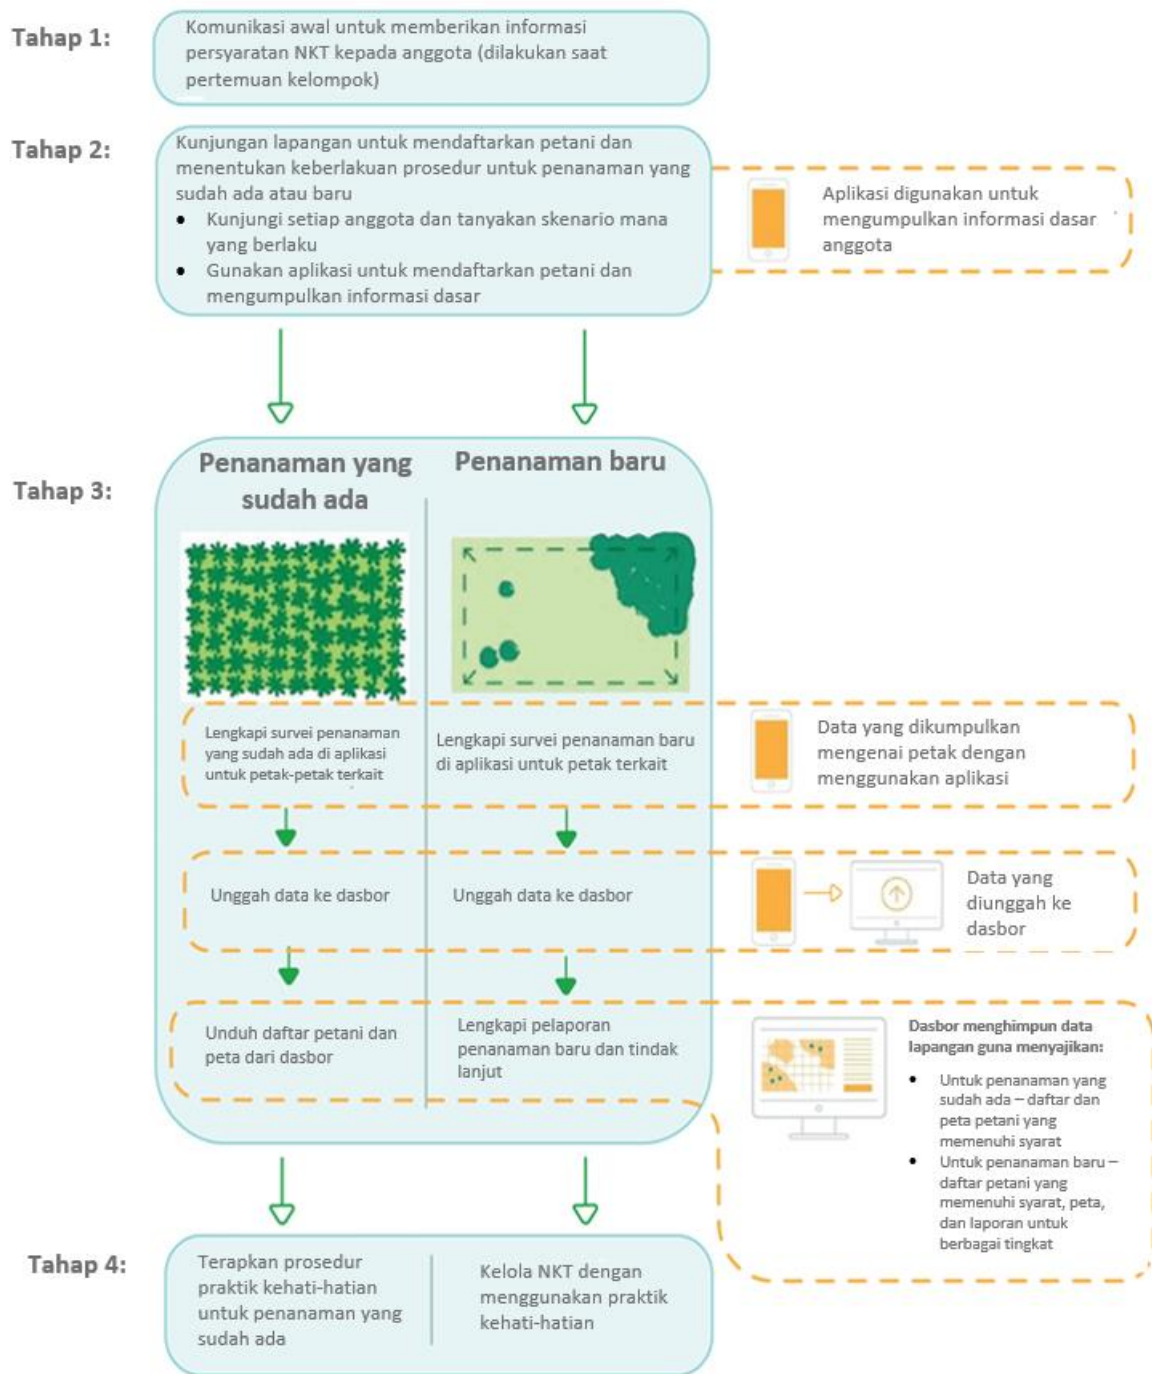 Tahap 1:
Komunikasi awal untuk memberikan informasi
persyaratan NKT kepada anggota (dilakukan saat
pertemuan kelompok)
Tahap 2:
Kunjungan lapangan untuk mendaftarkan petani dan
menentukan keberlakuan prosedur untuk penanaman yang
sudah ada atau baru
• Kunjungi setiap anggota dan tanyakan skenario mana
yang berlaku
• Gunakan aplikasi untuk mendaftarkan petani dan
mengumpulkan informasi dasar
Aplikasi digunakan untuk
mengumpulkan informasi dasar
anggota
Tahap 3:
Penanaman yang
sudah ada
Penanaman baru
Lengkapi survei penanaman
yang sudah ada di aplikasi
untuk petak-petak terkait
Lengkapi survei penanaman baru
di aplikasi untuk petak terkait
Data yang dikumpulkan
mengenai petak dengan
menggunakan aplikasi
Unggah data ke dasbor
Unggah data ke dasbor
Data yang
diunggah ke
dasbor
Unduh daftar petani dan
peta dari dasbor
Lengkapi pelaporan
penanaman baru dan tindak
lanjut
Dasbor menghimpun data
lapangan guna menyajikan:
• Untuk penanaman yang
sudah ada – daftar dan
peta petani yang
memenuhi syarat
• Untuk penanaman baru –
daftar petani yang
memenuhi syarat, peta,
dan laporan untuk
berbagai tingkat
Tahap 4:
Terapkan prosedur
praktik kehati-hatian
untuk penanaman yang
sudah ada
Kelola NKT dengan
menggunakan praktik
kehati-hatian